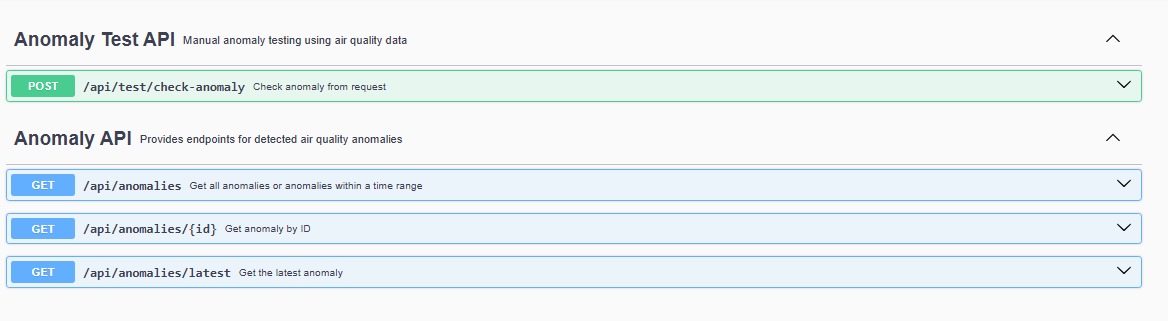 Anomaly Test API Manual anomaly testing using air quality data
POST /api/test/check-anomaly Check anomaly from request
Anomaly API Provides endpoints for detected air quality anomalies
GET /api/anomalies Get all anomalies or anomalies within a time range
GET /api/anomalies/{id} Get anomaly by ID
GET /api/anomalies/latest Get the latest anomaly